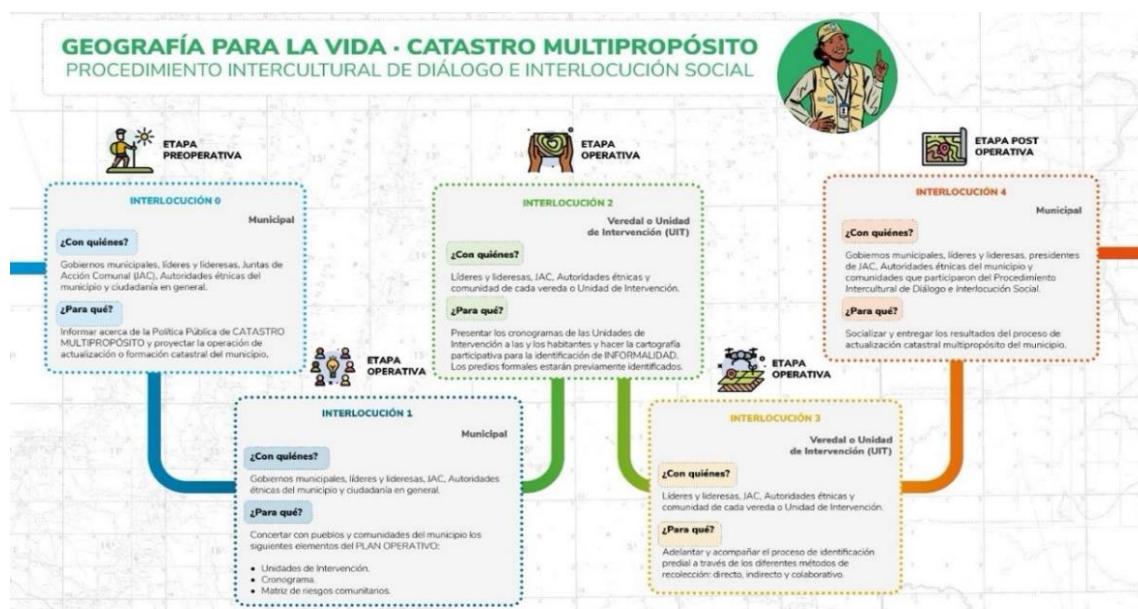 GEOGRAFÍA PARA LA VIDA · CATASTRO MULTIPROPÓSITO
PROCEDIMIENTO INTERCULTURAL DE DIÁLOGO E INTERLOCUCIÓN SOCIAL
ETAPA
PREOPERATIVA
INTERLOCUCIÓN 0
Municipal
¿Con quiénes?
Gobiernos municipales, líderes y lideresas, Juntas de
Acción Comunal (JAC), Autoridades étnicas del
municipio y ciudadanía en general.
¿Para qué?
Informar acerca de la Política Pública de CATASTRO
MULTIPROPÓSITO y proyectar la operación de
actualización o formación catastral del municipio.
ETAPA
OPERATIVA
INTERLOCUCIÓN 1
Municipal
¿Con quiénes?
Gobiernos municipales, líderes y lideresas, JAC, Autoridades
étnicas del municipio y ciudadanía en general.
¿Para qué?
Concertar con pueblos y comunidades del municipio los
siguientes elementos del PLAN OPERATIVO:
• Unidades de Intervención.
• Cronograma.
• Matriz de riesgos comunitarios.
ETAPA
OPERATIVA
INTERLOCUCIÓN 2
Veredal o Unidad
de Intervención (UIT)
¿Con quiénes?
Líderes y lideresas, JAC, Autoridades étnicas y
comunidad de cada vereda o Unidad de Intervención.
¿Para qué?
Presentar los cronogramas de las Unidades de
Intervención a las y los habitantes y hacer la cartografía
participativa para la identificación de INFORMALIDAD.
Los predios formales estarán previamente identificados.
ETAPA
OPERATIVA
INTERLOCUCIÓN 3
Veredal o Unidad
de Intervención (UIT)
¿Con quiénes?
Líderes y lideresas, JAC, Autoridades étnicas y
comunidad de cada vereda o Unidad de Intervención.
¿Para qué?
Adelantar y acompañar el proceso de identificación
predial a través de los diferentes métodos de
recolección: directo, indirecto y colaborativo.
ETAPA POST
OPERATIVA
INTERLOCUCIÓN 4
Municipal
¿Con quiénes?
Gobiernos municipales, líderes y lideresas, presidentes
de JAC, Autoridades étnicas del municipio y
comunidades que participaron del Procedimiento
Intercultural de Diálogo e Interlocución Social.
¿Para qué?
Socializar y entregar los resultados del proceso de
actualización catastral multipropósito del municipio.